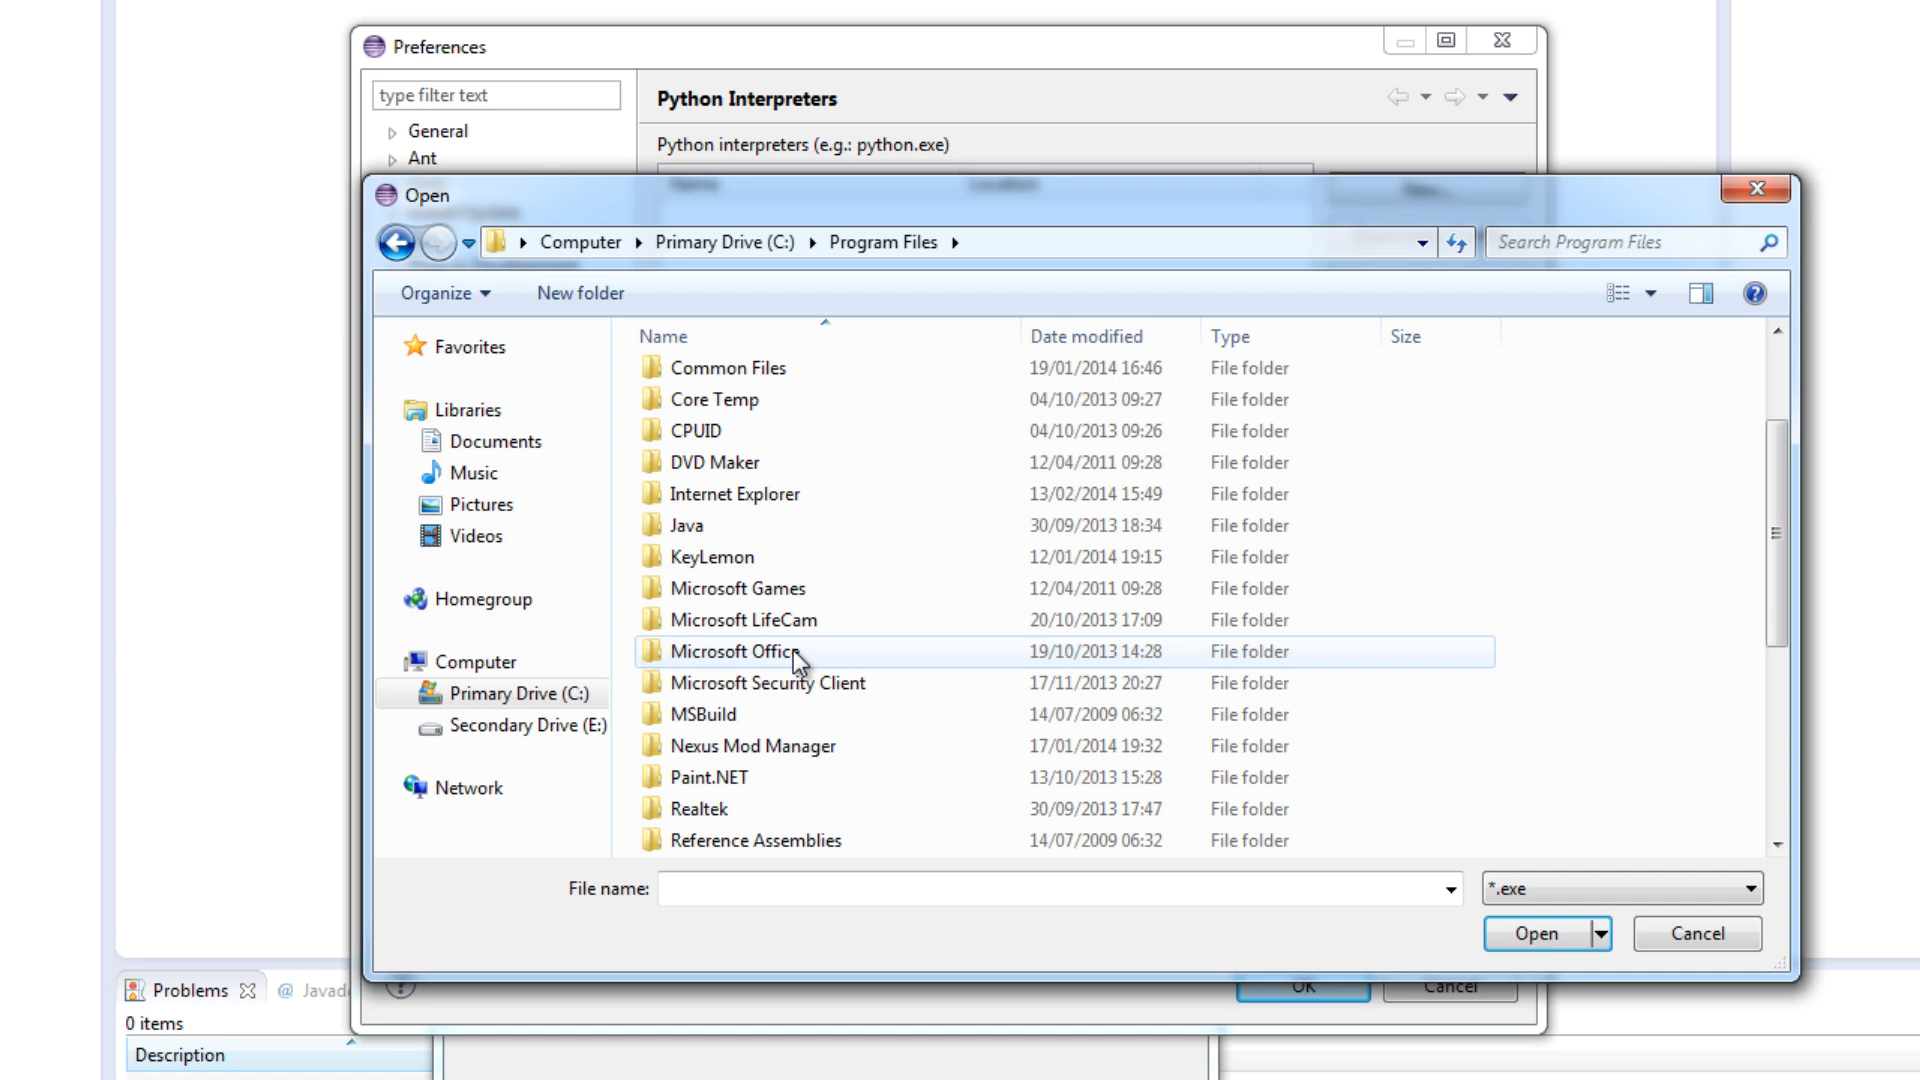 Preferences
type filter text
Python Interpreters
General
Python interpreters (e.g.: python.exe)
Ant
Name Location New...
Open
Computer Primary Drive (C:) Program Files
Search Program Files
Organize New folder
Name Date modified Type Size
Favorites
Libraries
Documents
Music
Pictures
Videos
Homegroup
Computer
Primary Drive (C:)
Secondary Drive (E:)
Network
Common Files 19/01/2014 16:46 File folder
Core Temp 04/10/2013 09:27 File folder
CPUID 04/10/2013 09:26 File folder
DVD Maker 12/04/2011 09:28 File folder
Internet Explorer 13/02/2014 15:49 File folder
Java 30/09/2013 18:34 File folder
KeyLemon 12/01/2014 19:15 File folder
Microsoft Games 12/04/2011 09:28 File folder
Microsoft LifeCam 20/10/2013 17:09 File folder
Microsoft Office 19/10/2013 14:28 File folder
Microsoft Security Client 17/11/2013 20:27 File folder
MSBuild 14/07/2009 06:32 File folder
Nexus Mod Manager 17/01/2014 19:32 File folder
Paint.NET 13/10/2013 15:28 File folder
Realtek 30/09/2013 17:47 File folder
Reference Assemblies 14/07/2009 06:32 File folder
File name:
*.exe
Open Cancel
OK Cancel
Problems @ Javad
0 items
Description